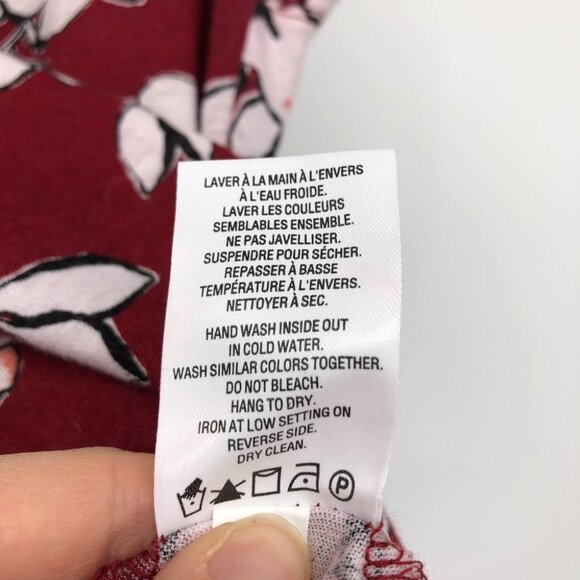 LAVER À LA MAIN À L'ENVERS
À L'EAU FROIDE.
LAVER LES COULEURS
SEMBLABLES ENSEMBLE.
NE PAS JAVELLISER.
SUSPENDRE POUR SÉCHER.
REPASSER À BASSE
TEMPÉRATURE À L'ENVERS.
NETTOYER À SEC.
HAND WASH INSIDE OUT
IN COLD WATER.
WASH SIMILAR COLORS TOGETHER.
DO NOT BLEACH.
HANG TO DRY.
IRON AT LOW SETTING ON
REVERSE SIDE.
DRY CLEAN.
P